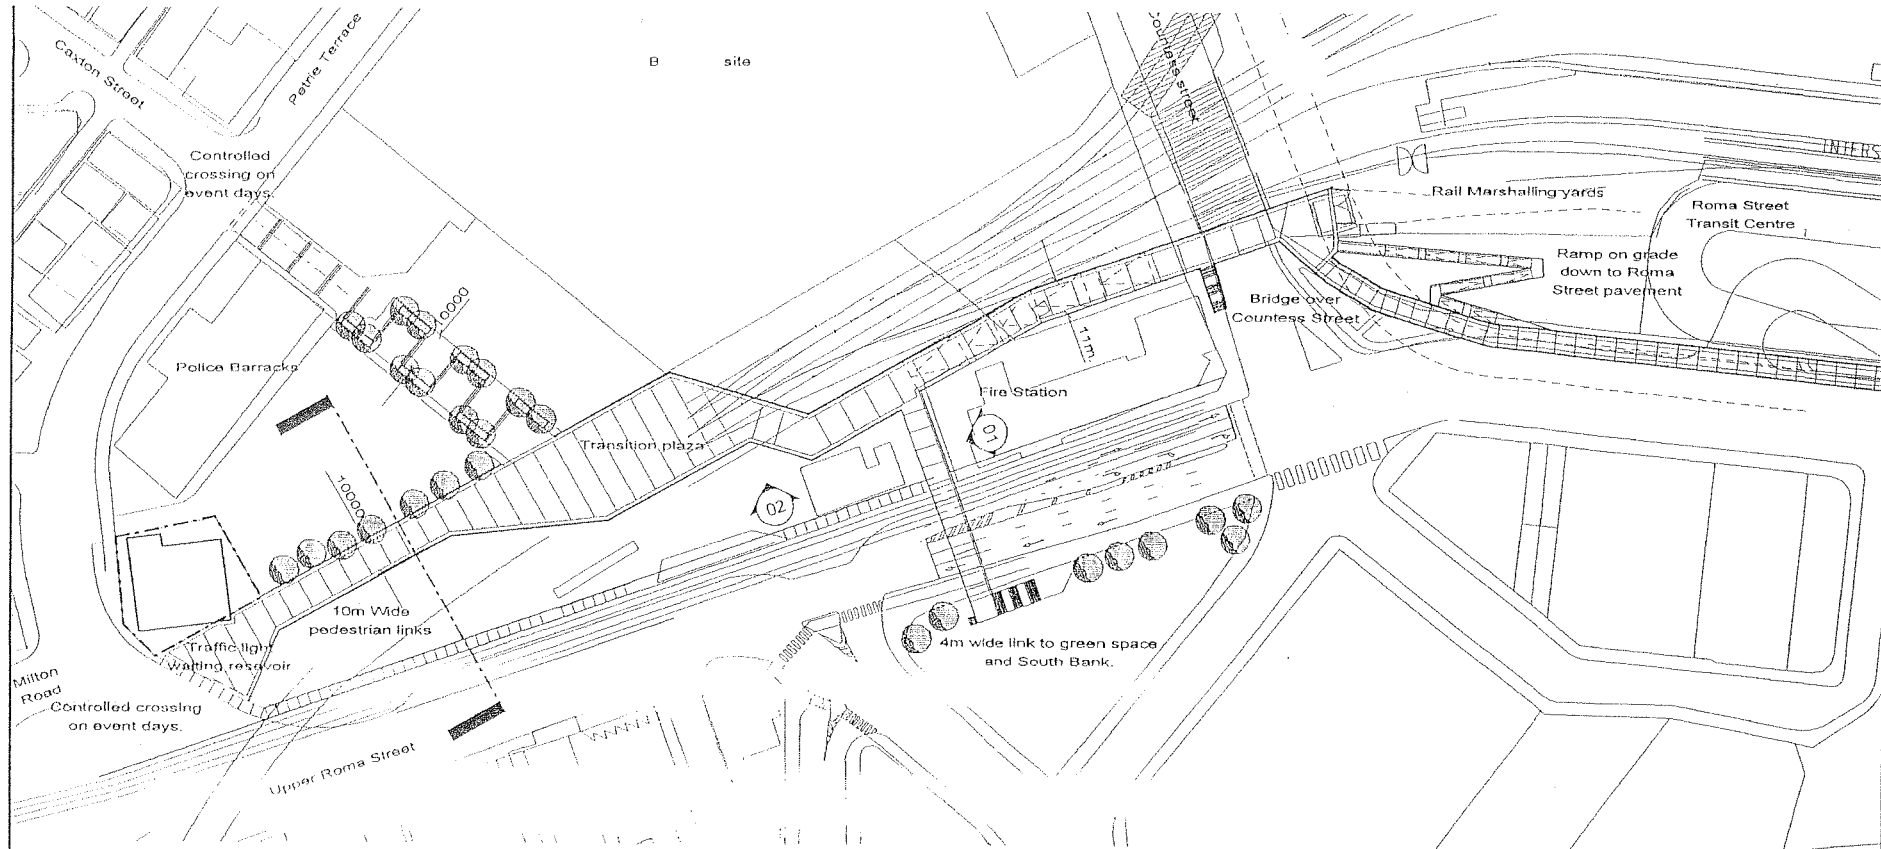 Caxton Street
Petrie Terrace
B site
Countess street
Controlled
crossing on
event days.
INTERS
Rail Marshalling yards
Roma Street
Transit Centre
Ramp on grade
down to Roma
Street pavement
Bridge over
Countess Street
10000
11m
Police Barracks
Fire Station
01
Transition plaza
10000
02
10m Wide
pedestrian links
Traffic light
waiting resevoir
4m wide link to green space
and South Bank.
Milton
Road
Controlled crossing
on event days.
Upper Roma Street